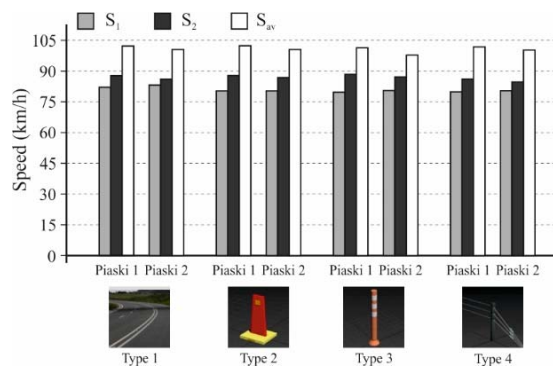 S₁ S₂ Sₐᵥ
Speed (km/h)
105
90
75
60
45
30
15
0
Piaski 1 Piaski 2 Piaski 1 Piaski 2 Piaski 1 Piaski 2 Piaski 1 Piaski 2
Type 1 Type 2 Type 3 Type 4